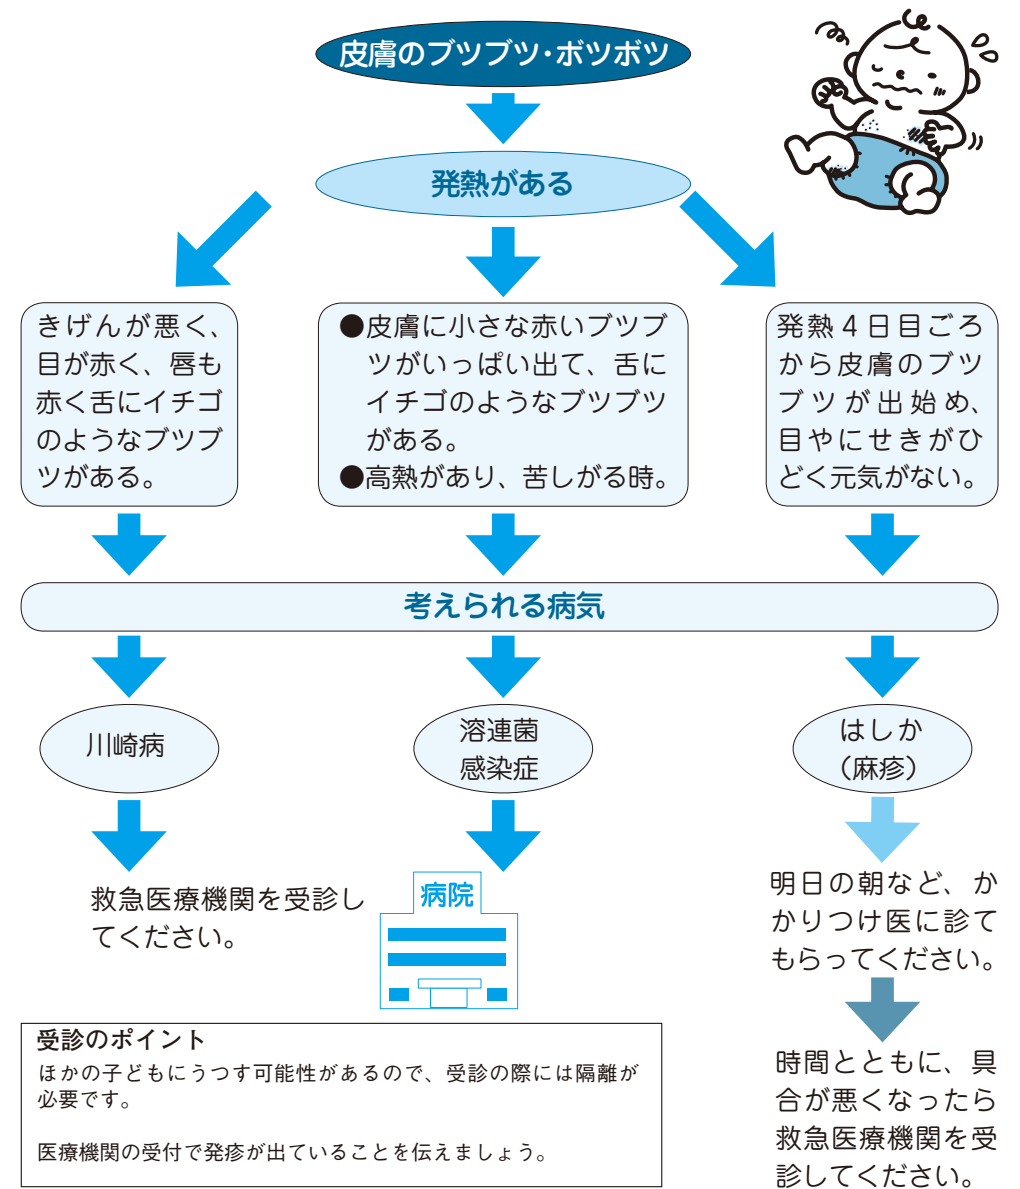 皮膚のブツブツ・ボツボツ
発熱がある
きげんが悪く、
目が赤く、唇も
赤く舌にイチゴ
のようなブツブ
ツがある。
●皮膚に小さな赤いブツブ
ツがいっぱい出て、舌に
イチゴのようなブツブツ
がある。
●高熱があり、苦しがる時。
発熱4日目ごろ
から皮膚のブツ
ブツが出始め、
目やにせきがひ
どく元気がない。
考えられる病気
川崎病
溶連菌
感染症
はしか
（麻疹）
救急医療機関を受診し
てください。
病院
明日の朝など、か
かりつけ医に診て
もらってください。
時間とともに、具
合が悪くなったら
救急医療機関を受
診してください。
受診のポイント
ほかの子どもにうつす可能性があるので、受診の際には隔離が
必要です。
医療機関の受付で発疹が出ていることを伝えましょう。